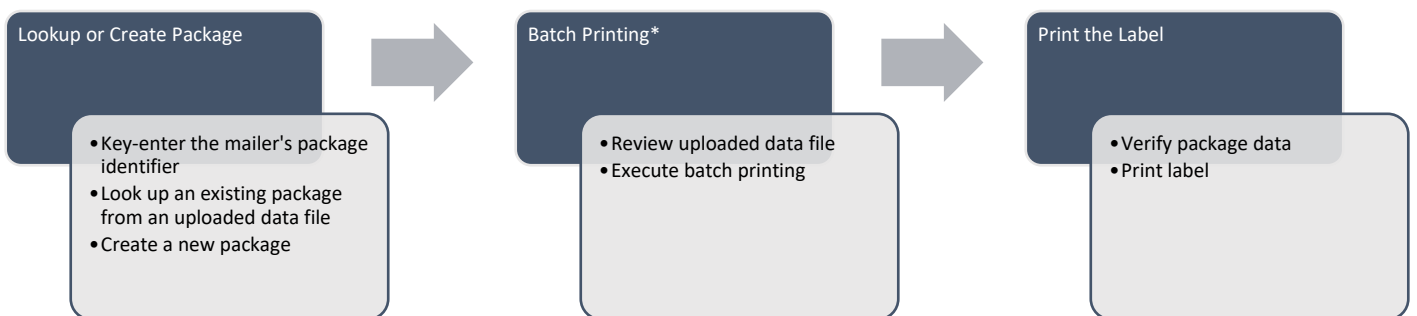 Lookup or Create Package
•Key-enter the mailer's package
identifier
•Look up an existing package
from an uploaded data file
•Create a new package
Batch Printing*
•Review uploaded data file
•Execute batch printing
Print the Label
•Verify package data
•Print label